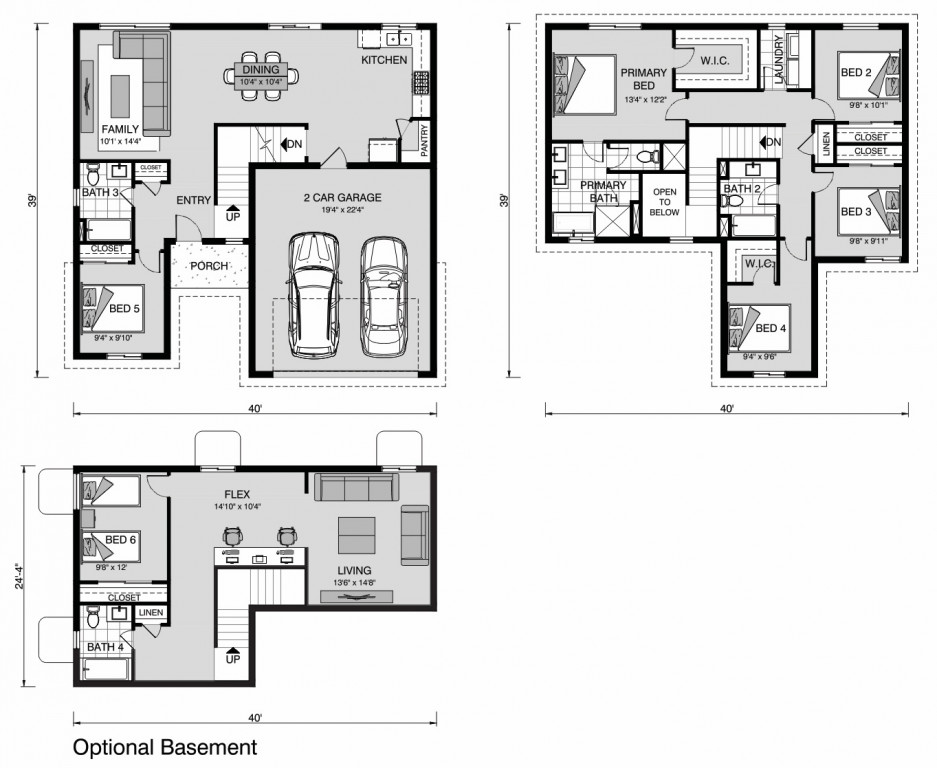 FAMILY
10'1' x 14'4"
DINING
10'4" x 10'4"
KITCHEN
PANTRY
DN
CLOSET
BATH 3
ENTRY
UP
2 CAR GARAGE
19'4" x 22'4"
CLOSET
PORCH
BED 5
9'4" x 9'10"
39'
40'
PRIMARY
BED
13'4" x 12'2"
W.I.C.
LAUNDRY
BED 2
9'8" x 10'1"
CLOSET
CLOSET
LINEN
DN
PRIMARY
BATH
OPEN
TO
BELOW
BATH 2
BED 3
9'8" x 9'11"
W.I.C.
BED 4
9'4" x 9'6"
39'
40'
FLEX
14'10" x 10'4"
BED 6
9'8" x 12'
LIVING
13'6" x 14'8"
CLOSET
LINEN
BATH 4
UP
24'-4"
40'
Optional Basement